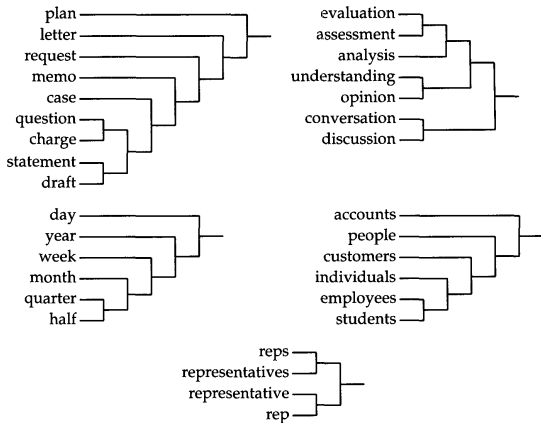 plan
letter
request
memo
case
question
charge
statement
draft
evaluation
assessment
analysis
understanding
opinion
conversation
discussion
day
year
week
month
quarter
half
accounts
people
customers
individuals
employees
students
reps
representatives
representative
rep